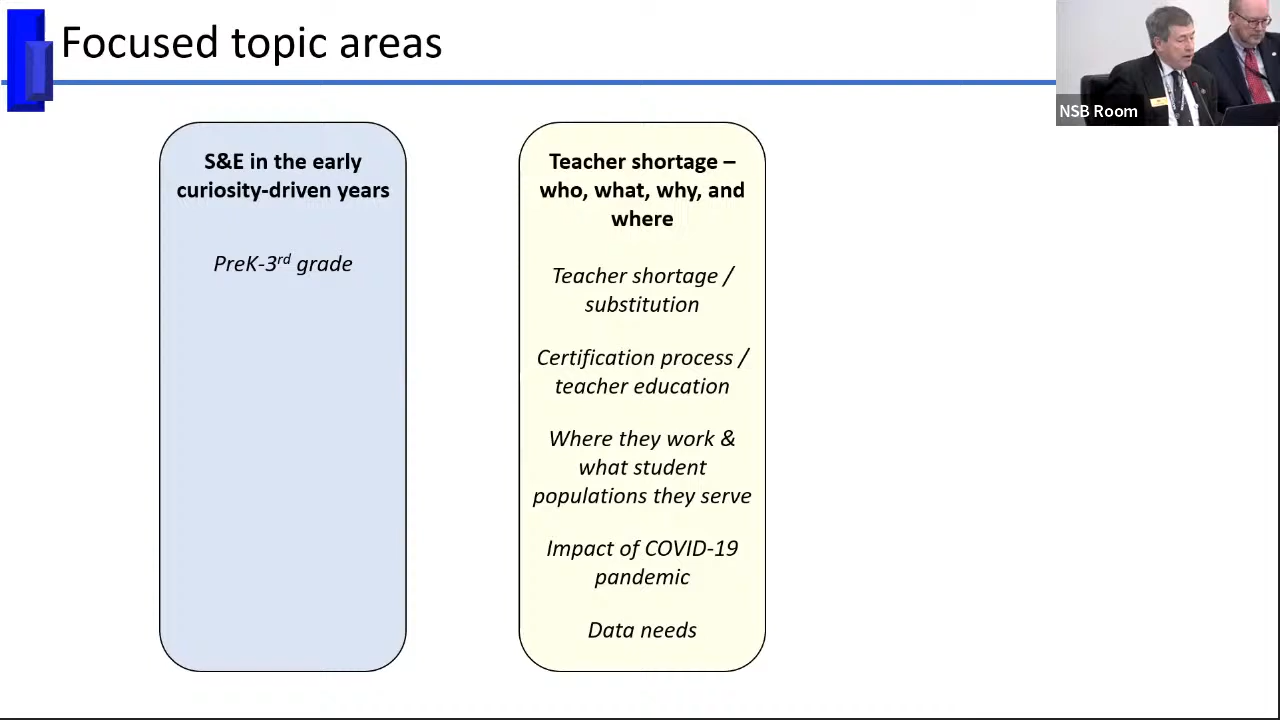 Focused topic areas
NSB Room
S&E in the early
curiosity-driven years
PreK-3rd grade
Teacher shortage –
who, what, why, and
where
Teacher shortage /
substitution
Certification process /
teacher education
Where they work &
what student
populations they serve
Impact of COVID-19
pandemic
Data needs